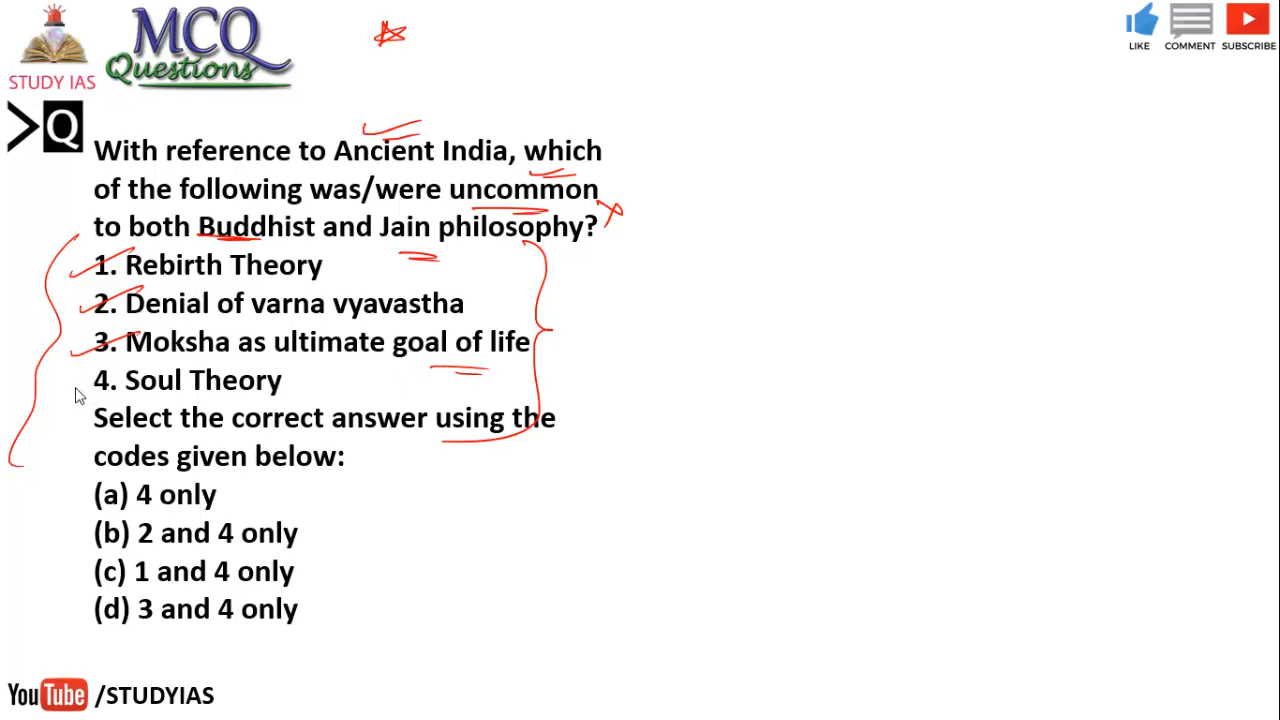 STUDY IAS
MCQ
Questions
LIKE COMMENT SUBSCRIBE
>Q
With reference to Ancient India, which
of the following was/were uncommon
to both Buddhist and Jain philosophy?
1. Rebirth Theory
2. Denial of varna vyavastha
3. Moksha as ultimate goal of life
4. Soul Theory
Select the correct answer using the
codes given below:
(a) 4 only
(b) 2 and 4 only
(c) 1 and 4 only
(d) 3 and 4 only
YouTube /STUDYIAS